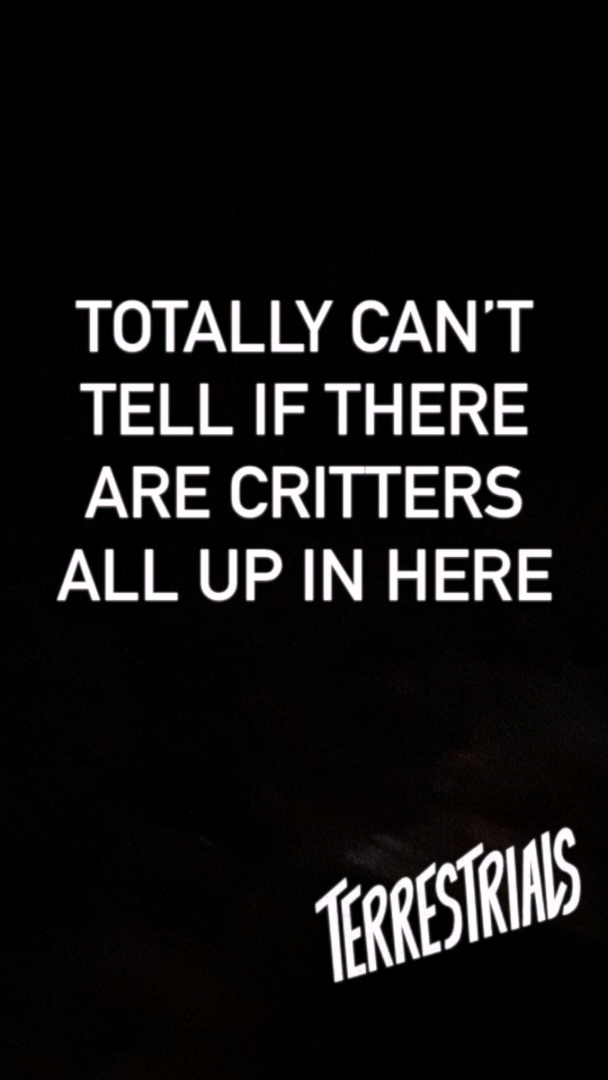 TOTALLY CAN'T
TELL IF THERE
ARE CRITTERS
ALL UP IN HERE
TERRESTRIALS